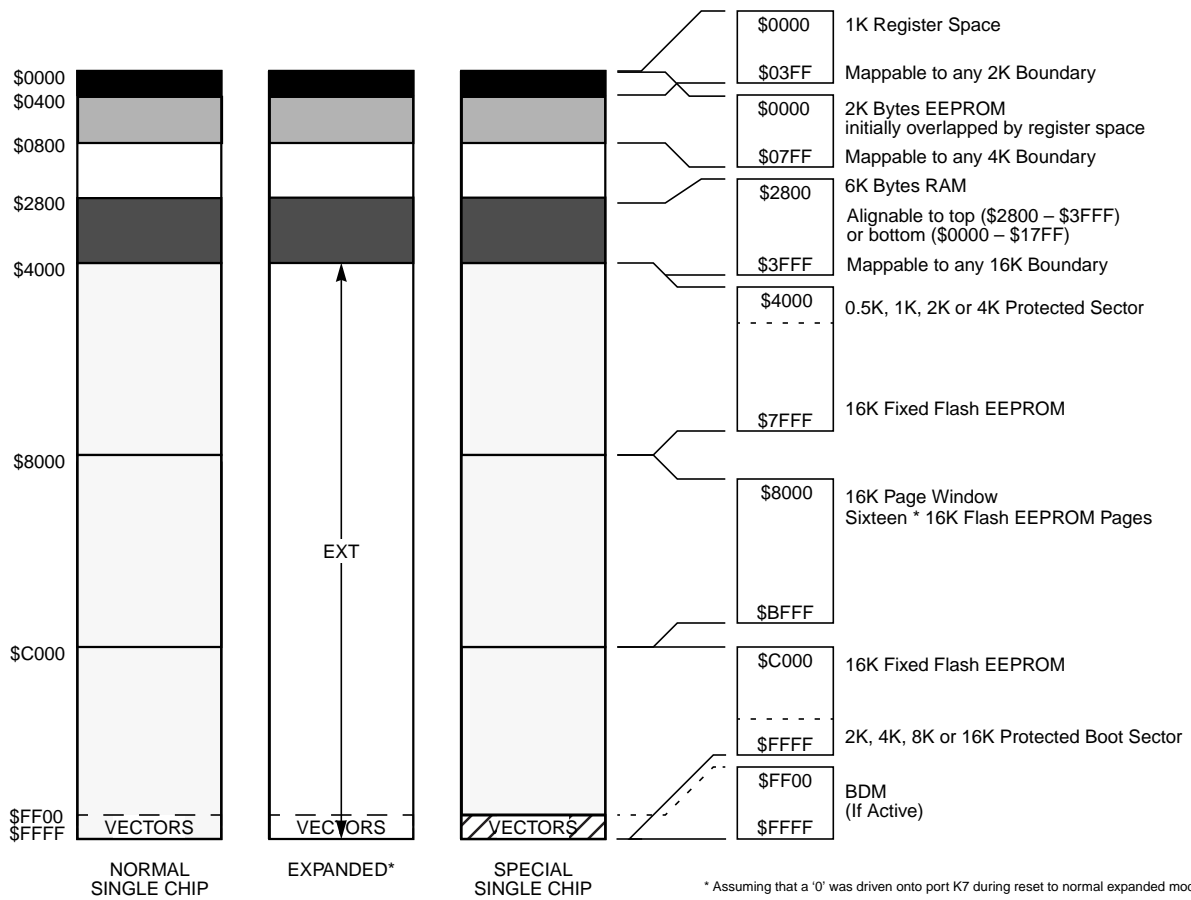 $0000
$0400
$0800
$2800
$4000
$8000
$C000
$FF00
$FFFF
EXT
VECTORS
VECTORS
VECTORS
NORMAL
SINGLE CHIP
EXPANDED*
SPECIAL
SINGLE CHIP
$0000 1K Register Space
$03FF Mappable to any 2K Boundary
$0000 2K Bytes EEPROM
initially overlapped by register space
$07FF Mappable to any 4K Boundary
$2800 6K Bytes RAM
Alignable to top ($2800 – $3FFF)
or bottom ($0000 – $17FF)
$3FFF Mappable to any 16K Boundary
$4000 0.5K, 1K, 2K or 4K Protected Sector
16K Fixed Flash EEPROM
$7FFF
$8000 16K Page Window
Sixteen * 16K Flash EEPROM Pages
$BFFF
$C000 16K Fixed Flash EEPROM
$FFFF 2K, 4K, 8K or 16K Protected Boot Sector
$FF00 BDM
(If Active)
$FFFF
* Assuming that a ‘0’ was driven onto port K7 during reset to normal expanded